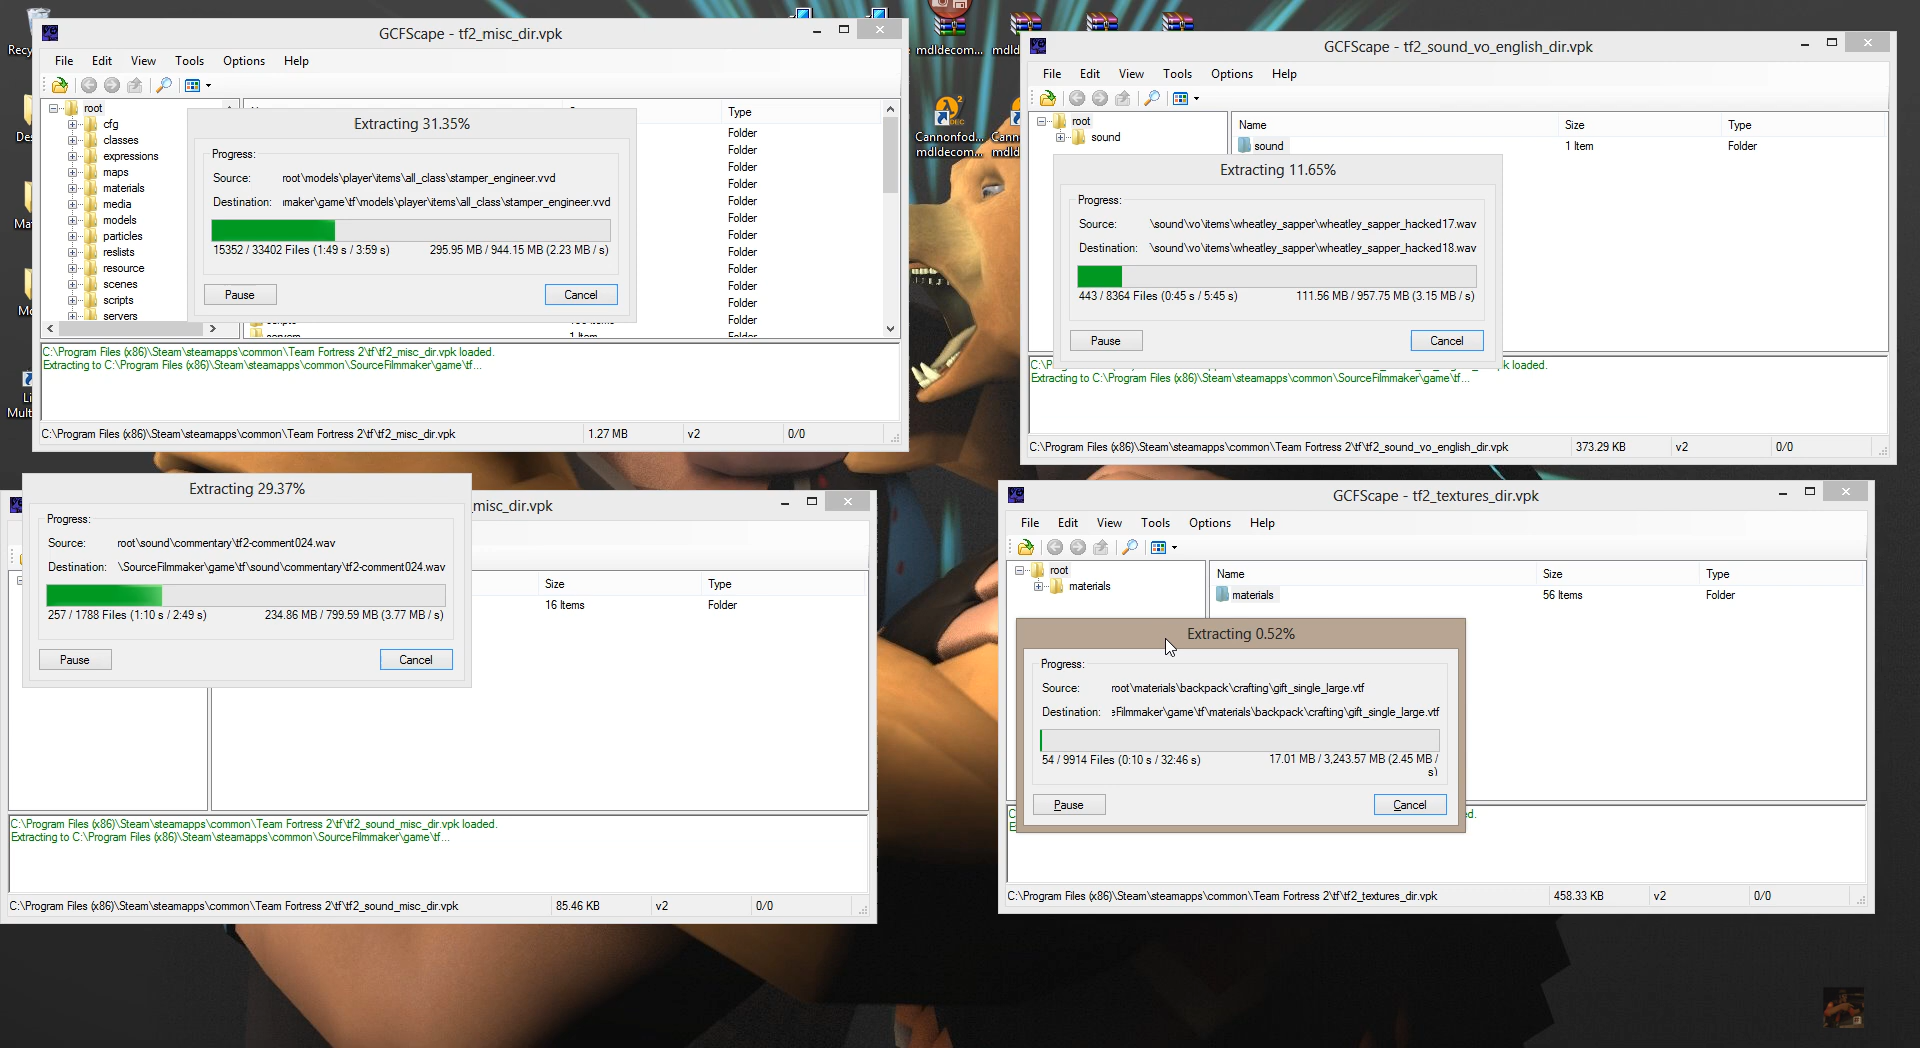 GCFScape - tf2_misc_dir.vpk
File Edit View Tools Options Help
root
cfg
classes
expressions
maps
materials
media
models
particles
reslists
resource
scenes
scripts
servers
Type
Folder
Folder
Folder
Folder
Folder
Folder
Folder
Folder
Folder
Folder
Folder
Folder
1 Item Folder
Extracting 31.35%
Progress:
Source: root\models\player\items\all_class\stamper_engineer.vvd
Destination: maker\game\tf\models\player\items\all_class\stamper_engineer.vvd
15352 / 33402 Files (1:49 s / 3:59 s) 295.95 MB / 944.15 MB (2.23 MB / s)
Pause Cancel
C:\Program Files (x86)\Steam\steamapps\common\Team Fortress 2\tf\tf2_misc_dir.vpk loaded.
Extracting to C:\Program Files (x86)\Steam\steamapps\common\SourceFilmmaker\game\tf...
C:\Program Files (x86)\Steam\steamapps\common\Team Fortress 2\tf\tf2_misc_dir.vpk 1.27 MB v2 0/0
mdldecom...
Cannonfod...
mdldecom...
GCFScape - tf2_sound_vo_english_dir.vpk
File Edit View Tools Options Help
root
sound
Name Size Type
sound 1 Item Folder
Extracting 11.65%
Progress:
Source: \sound\vo\items\wheatley_sapper\wheatley_sapper_hacked17.wav
Destination: \sound\vo\items\wheatley_sapper\wheatley_sapper_hacked18.wav
443 / 8364 Files (0:45 s / 5:45 s) 111.56 MB / 957.75 MB (3.15 MB / s)
Pause Cancel
loaded.
Extracting to C:\Program Files (x86)\Steam\steamapps\common\SourceFilmmaker\game\tf...
C:\Program Files (x86)\Steam\steamapps\common\Team Fortress 2\tf\tf2_sound_vo_english_dir.vpk 373.29 KB v2 0/0
_misc_dir.vpk
Size Type
16 Items Folder
Extracting 29.37%
Progress:
Source: root\sound\commentary\tf2-comment024.wav
Destination: \SourceFilmmaker\game\tf\sound\commentary\tf2-comment024.wav
257 / 1788 Files (1:10 s / 2:49 s) 234.86 MB / 799.59 MB (3.77 MB / s)
Pause Cancel
C:\Program Files (x86)\Steam\steamapps\common\Team Fortress 2\tf\tf2_sound_misc_dir.vpk loaded.
Extracting to C:\Program Files (x86)\Steam\steamapps\common\SourceFilmmaker\game\tf...
C:\Program Files (x86)\Steam\steamapps\common\Team Fortress 2\tf\tf2_sound_misc_dir.vpk 85.46 KB v2 0/0
GCFScape - tf2_textures_dir.vpk
File Edit View Tools Options Help
root
materials
Name Size Type
materials 56 Items Folder
Extracting 0.52%
Progress:
Source: root\materials\backpack\crafting\gift_single_large.vtf
Destination: eFilmmaker\game\tf\materials\backpack\crafting\gift_single_large.vtf
54 / 9914 Files (0:10 s / 32:46 s) 17.01 MB / 3,243.57 MB (2.45 MB /
s)
Pause Cancel
C:\Program Files (x86)\Steam\steamapps\common\Team Fortress 2\tf\tf2_textures_dir.vpk 458.33 KB v2 0/0